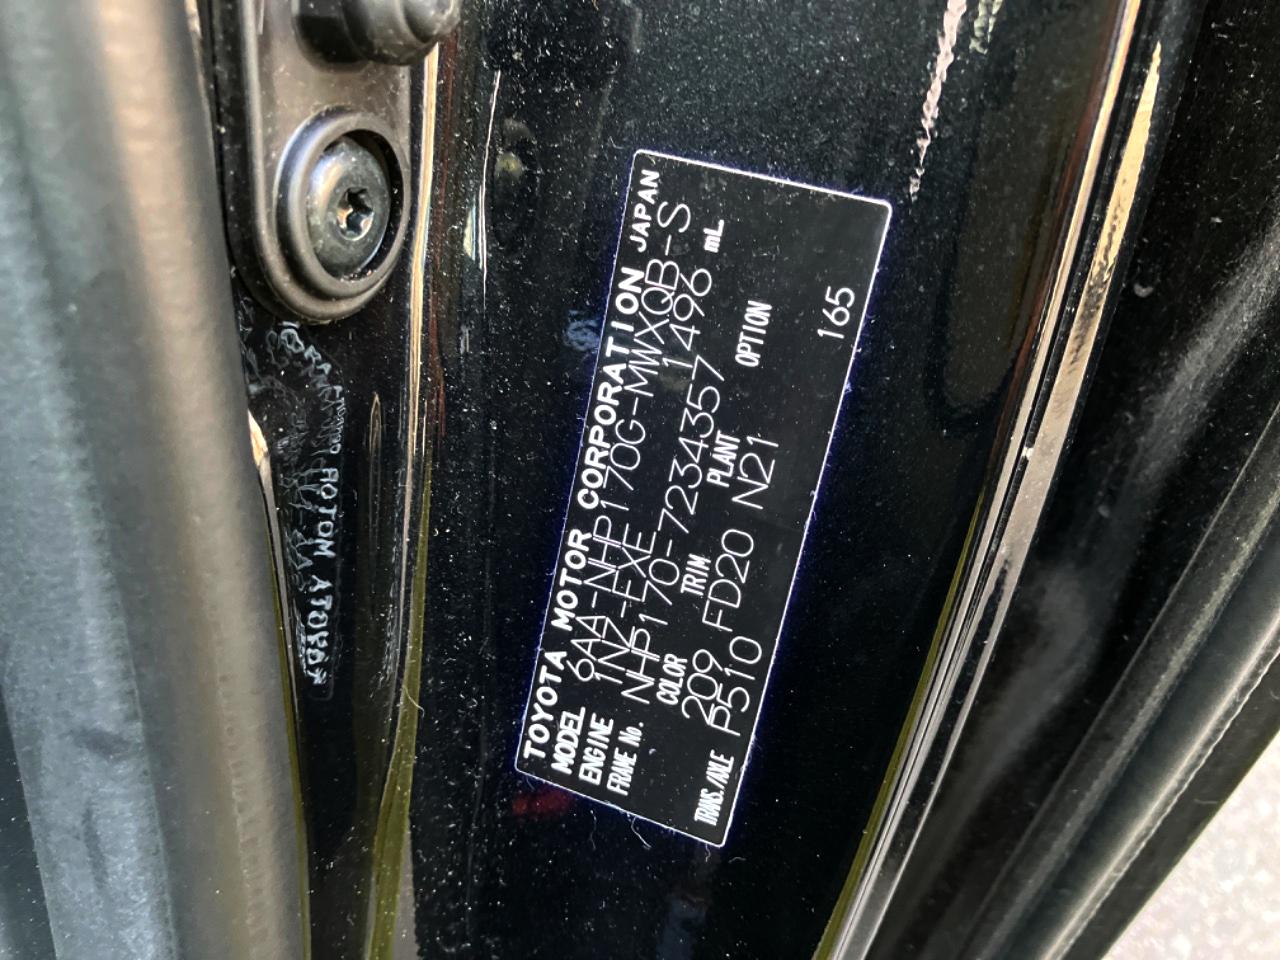 TOYOTA MOTOR CORPORATION JAPAN
MODEL 6AA-NHP170G-MWXQB-S
ENGINE 1NZ-FXE 1496 mL
FRAME No. NHP170-7234357
COLOR TRIM PLANT OPTION
209 FD20 N21
TRANS./AXLE P510 165